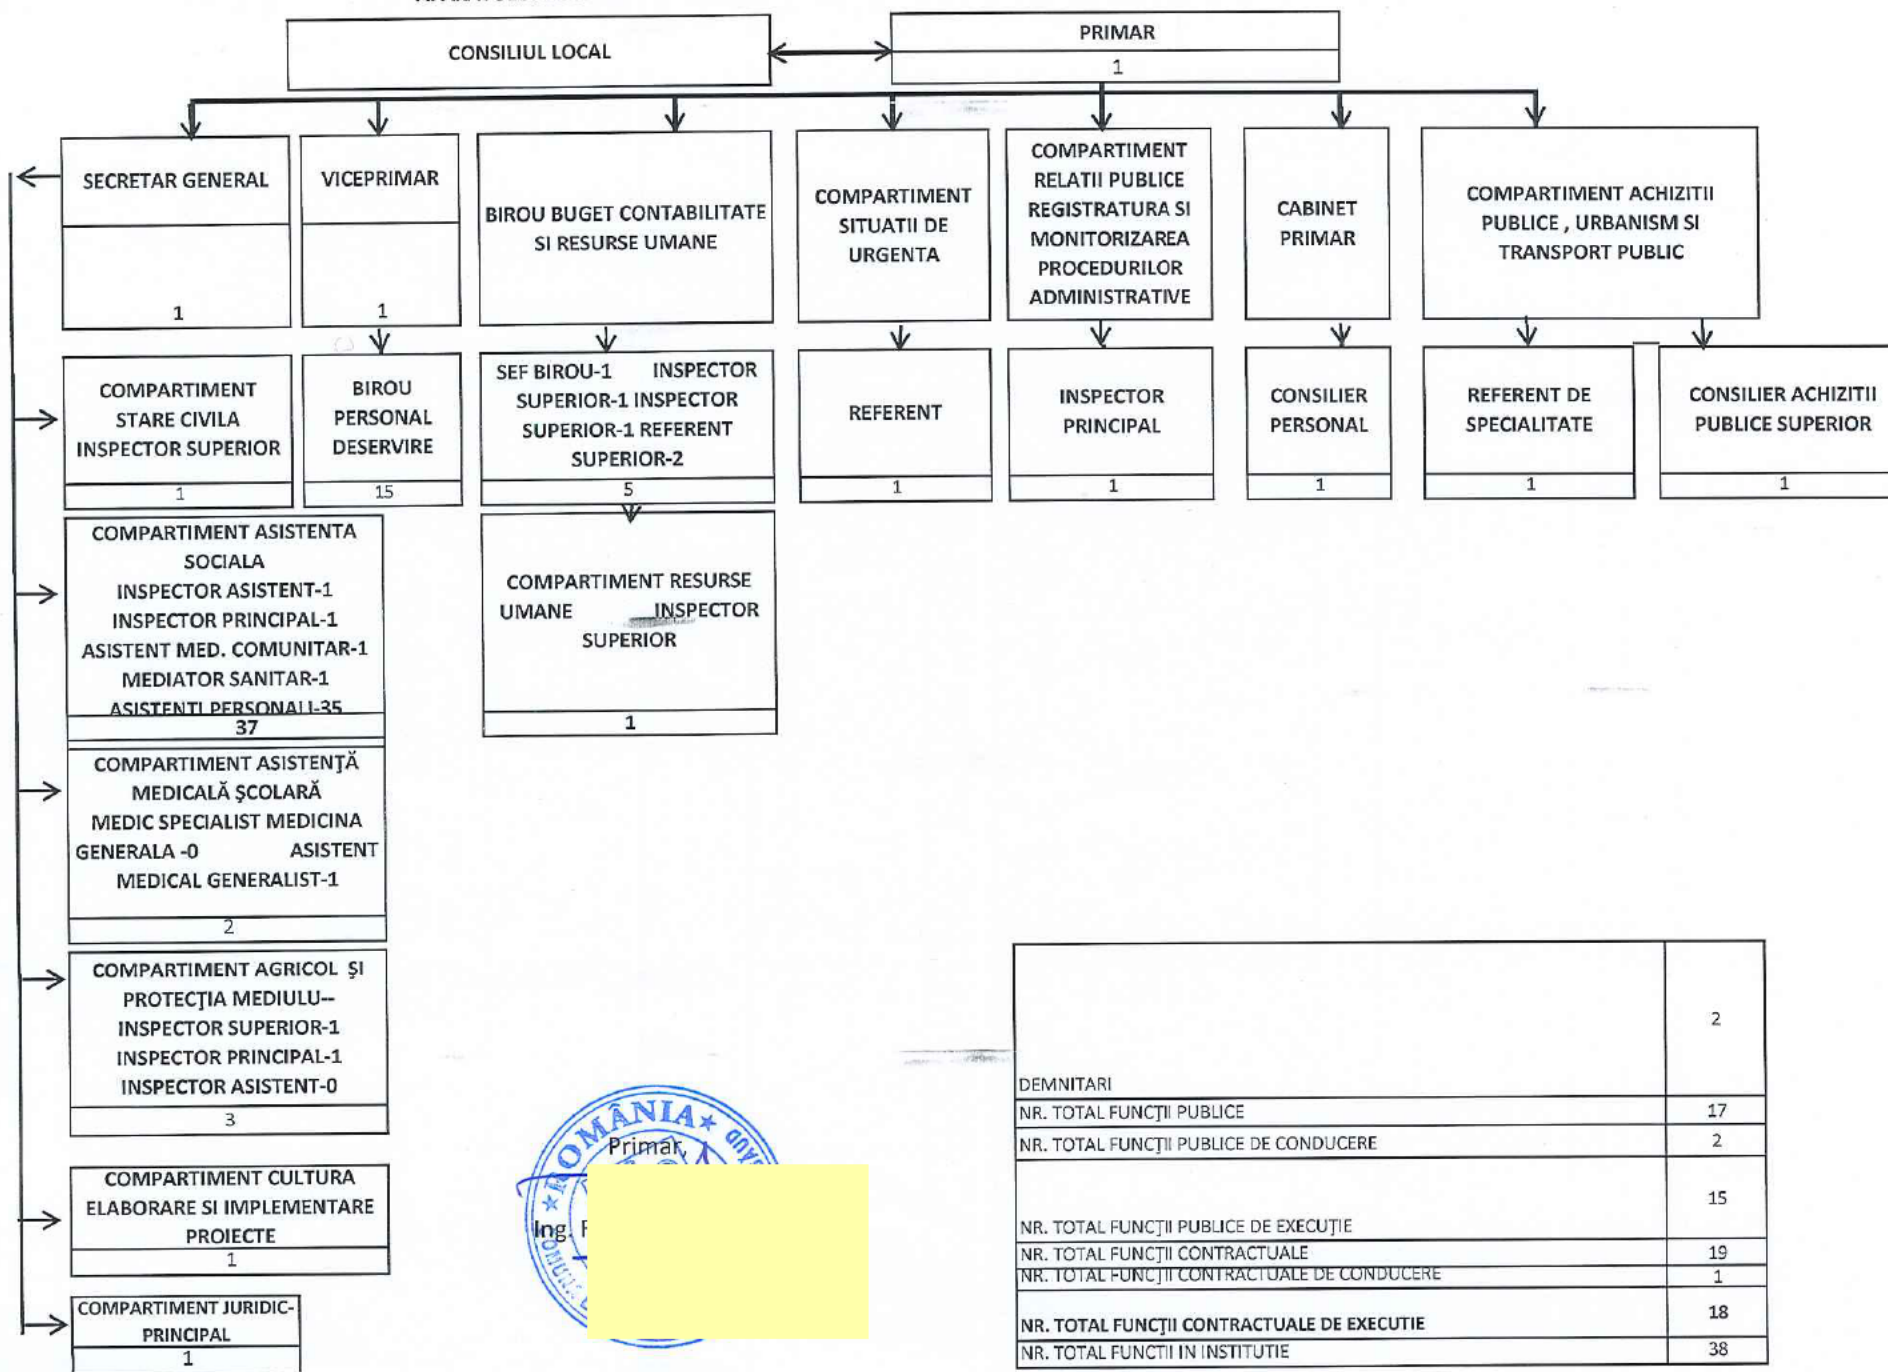 CONSILIUL LOCAL
PRIMAR
1
SECRETAR GENERAL
1
VICEPRIMAR
1
BIROU BUGET CONTABILITATE
SI RESURSE UMANE
COMPARTIMENT
SITUATII DE
URGENTA
COMPARTIMENT
RELATII PUBLICE
REGISTRATURA SI
MONITORIZAREA
PROCEDURILOR
ADMINISTRATIVE
CABINET
PRIMAR
COMPARTIMENT ACHIZITII
PUBLICE , URBANISM SI
TRANSPORT PUBLIC
COMPARTIMENT
STARE CIVILA
INSPECTOR SUPERIOR
1
BIROU
PERSONAL
DESERVIRE
15
SEF BIROU-1 INSPECTOR
SUPERIOR-1 INSPECTOR
SUPERIOR-1 REFERENT
SUPERIOR-2
5
REFERENT
1
INSPECTOR
PRINCIPAL
1
CONSILIER
PERSONAL
1
REFERENT DE
SPECIALITATE
1
CONSILIER ACHIZITII
PUBLICE SUPERIOR
1
COMPARTIMENT ASISTENTA
SOCIALA
INSPECTOR ASISTENT-1
INSPECTOR PRINCIPAL-1
ASISTENT MED. COMUNITAR-1
MEDIATOR SANITAR-1
ASISTENTI PERSONALI-35
37
COMPARTIMENT RESURSE
UMANE INSPECTOR
SUPERIOR
1
COMPARTIMENT ASISTENŢĂ
MEDICALĂ ŞCOLARĂ
MEDIC SPECIALIST MEDICINA
GENERALA -0 ASISTENT
MEDICAL GENERALIST-1
2
COMPARTIMENT AGRICOL ŞI
PROTECŢIA MEDIULU--
INSPECTOR SUPERIOR-1
INSPECTOR PRINCIPAL-1
INSPECTOR ASISTENT-0
3
COMPARTIMENT CULTURA
ELABORARE SI IMPLEMENTARE
PROIECTE
1
COMPARTIMENT JURIDIC-
PRINCIPAL
1
ROMÂNIA
Primar,
Ing.
DEMNITARI 2
NR. TOTAL FUNCŢII PUBLICE 17
NR. TOTAL FUNCŢII PUBLICE DE CONDUCERE 2
NR. TOTAL FUNCŢII PUBLICE DE EXECUŢIE 15
NR. TOTAL FUNCŢII CONTRACTUALE 19
NR. TOTAL FUNCŢII CONTRACTUALE DE CONDUCERE 1
NR. TOTAL FUNCŢII CONTRACTUALE DE EXECUTIE 18
NR. TOTAL FUNCTII IN INSTITUTIE 38